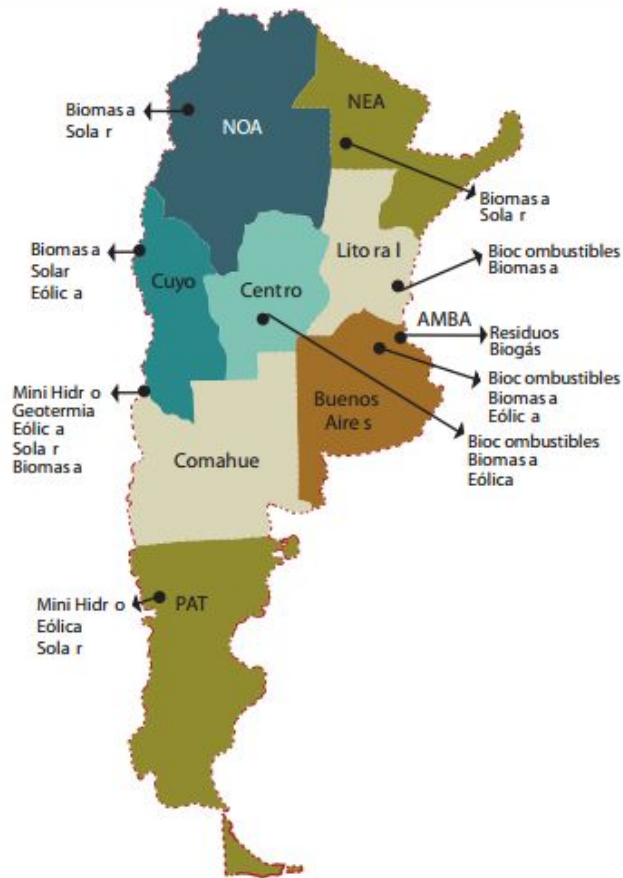 NEA
Biomas a
Sola r
NOA
Biomas a
Sola r
Biomas a
Solar
Eólic a
Cuyo
Centro
Lito ra l
Bioc ombustibles
Biomas a
AMBA
Residuos
Biogás
Bioc ombustibles
Biomas a
Eólic a
Buenos
Aire s
Bioc ombustibles
Biomas a
Eólica
Mini Hidr o
Geotermia
Eólic a
Sola r
Biomas a
Comahue
Mini Hidr o
Eólica
Sola r
PAT